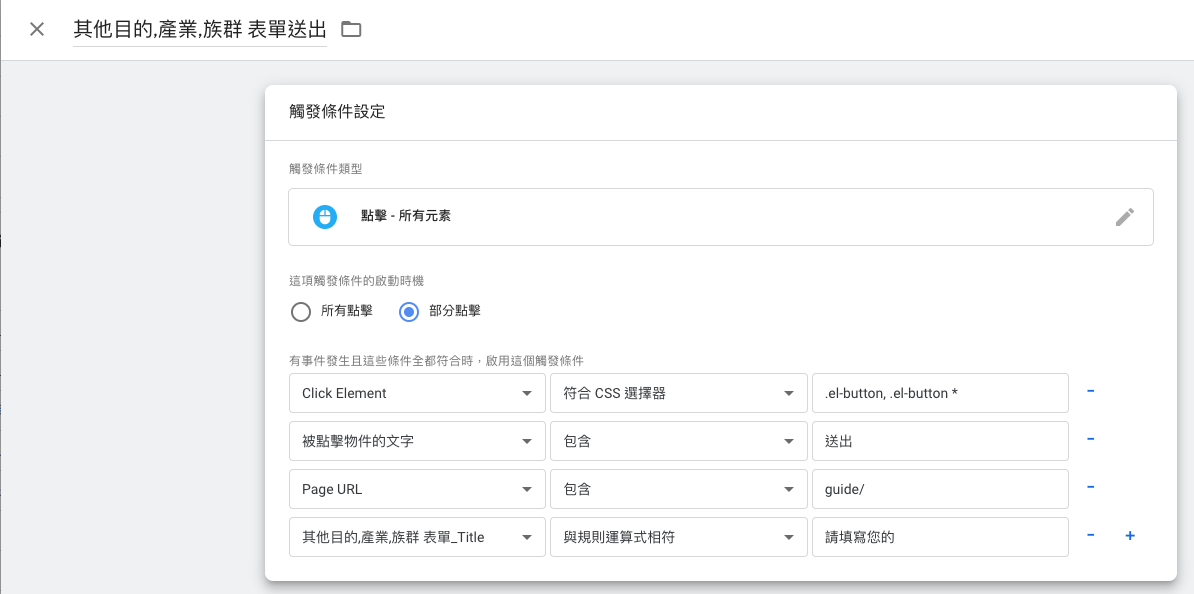 其他目的,產業,族群 表單送出
觸發條件設定
觸發條件類型
點擊 - 所有元素
這項觸發條件的啟動時機
所有點擊 部分點擊
有事件發生且這些條件全都符合時，啟用這個觸發條件
Click Element 符合 CSS 選擇器 .el-button, .el-button * -
被點擊物件的文字 包含 送出 -
Page URL 包含 guide/ -
其他目的,產業,族群 表單_Title 與規則運算式相符 請填寫您的 - +